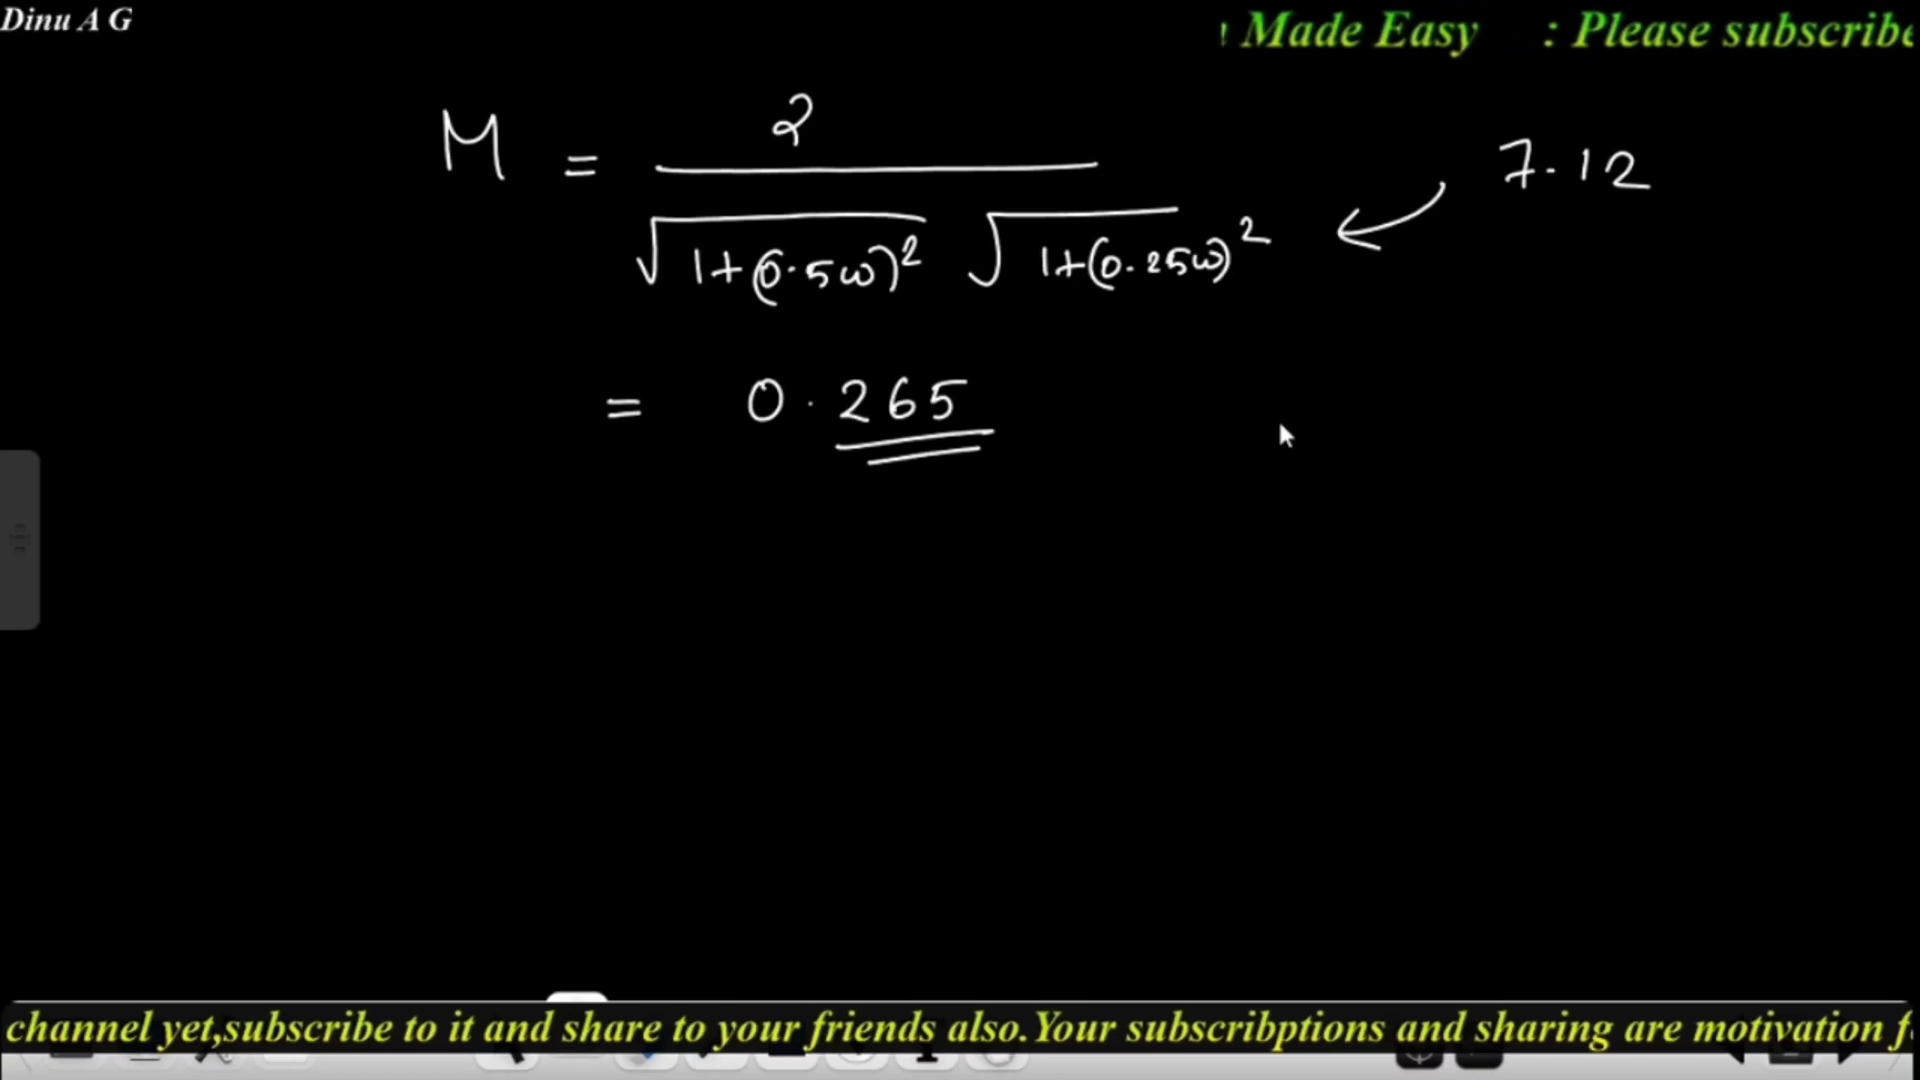 Dinu A G
! Made Easy : Please subscribe
M = 2 / √1+(0.5ω)² √1+(0.25ω)² ← 7.12
= 0.265
channel yet,subscribe to it and share to your friends also.Your subscribptions and sharing are motivation f